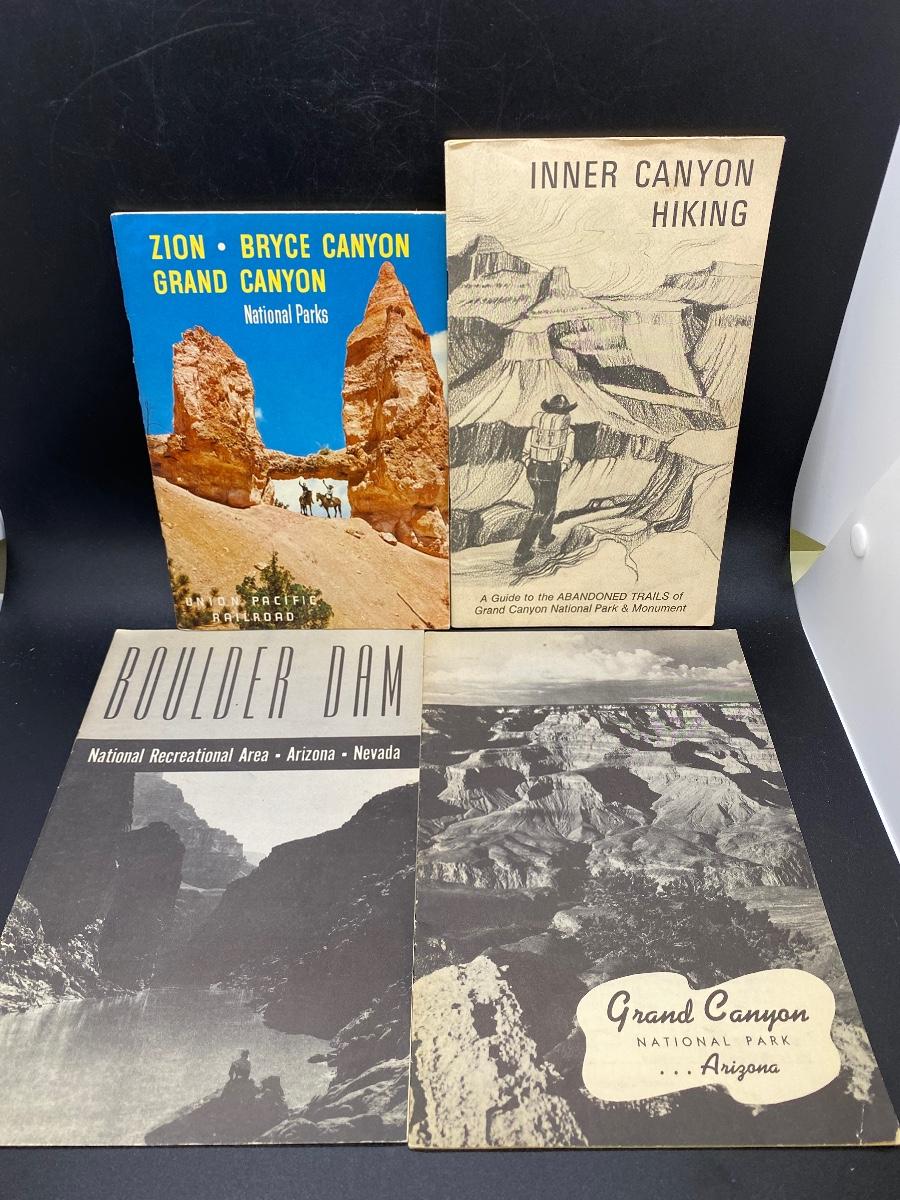 ZION • BRYCE CANYON
GRAND CANYON
National Parks
UNION PACIFIC
RAILROAD
INNER CANYON
HIKING
A Guide to the ABANDONED TRAILS of
Grand Canyon National Park & Monument
BOULDER DAM
National Recreational Area ▪ Arizona ▪ Nevada
Grand Canyon
NATIONAL PARK
. . . Arizona